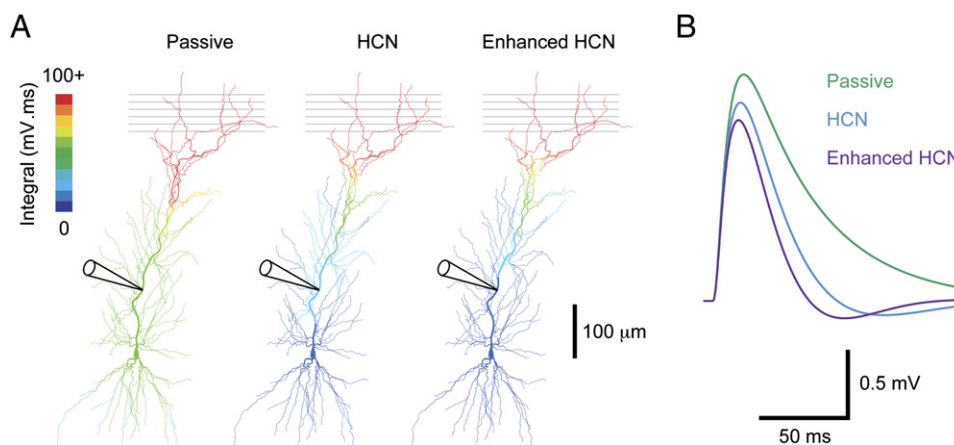 A
Passive
HCN
Enhanced HCN
100+
Integral (mV.ms)
0
100 μm
B
Passive
HCN
Enhanced HCN
0.5 mV
50 ms